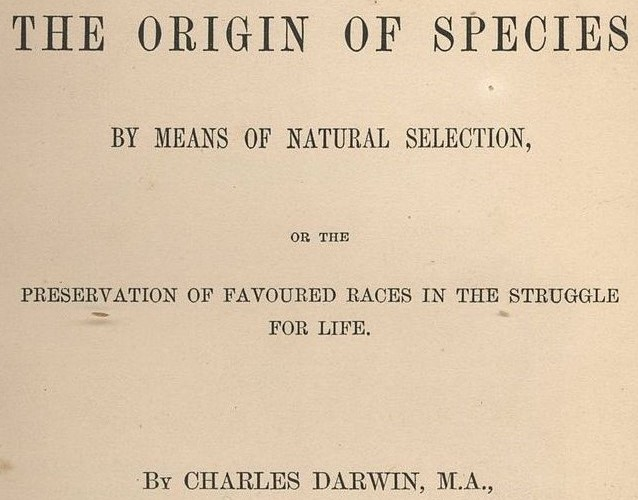 THE ORIGIN OF SPECIES
BY MEANS OF NATURAL SELECTION,
OR THE
PRESERVATION OF FAVOURED RACES IN THE STRUGGLE
FOR LIFE.
BY CHARLES DARWIN, M.A.,